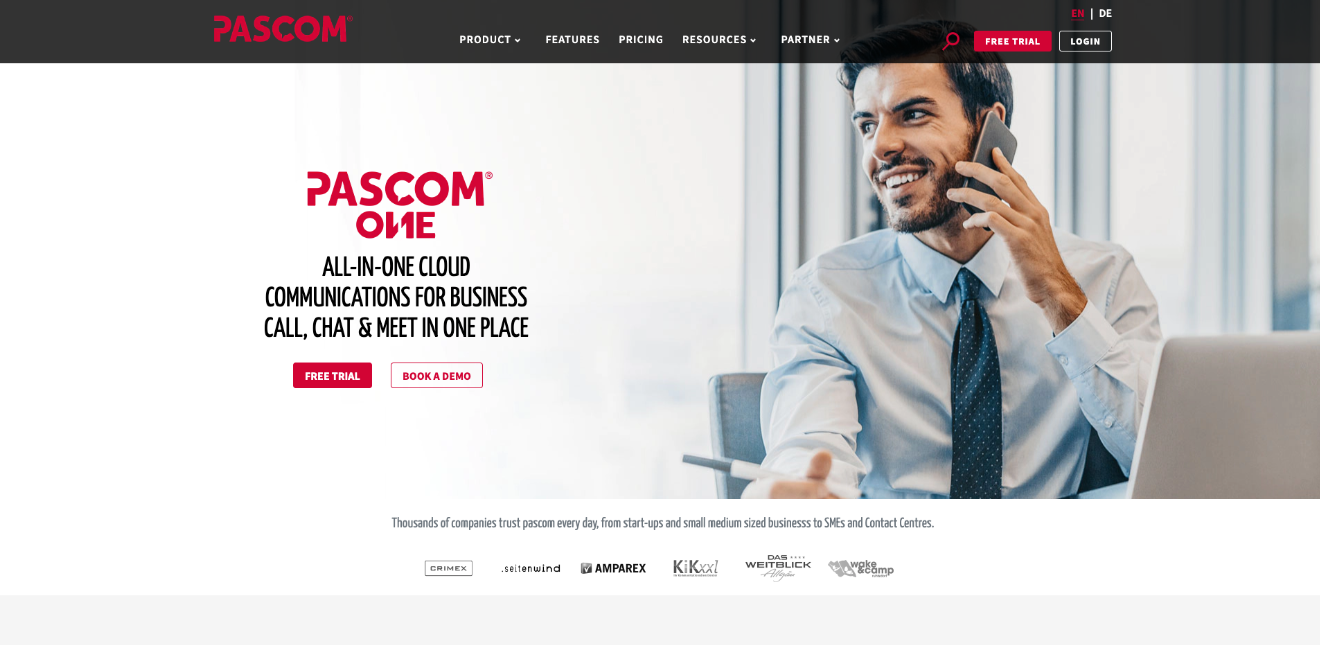 PASCOM®
EN | DE
PRODUCT
FEATURES
PRICING
RESOURCES
PARTNER
FREE TRIAL
LOGIN
PASCOM®
ONE
ALL-IN-ONE CLOUD
COMMUNICATIONS FOR BUSINESS
CALL, CHAT & MEET IN ONE PLACE
FREE TRIAL
BOOK A DEMO
Thousands of companies trust pascom every day, from start-ups and small medium sized businesss to SMEs and Contact Centres.
CRIMEX
.seitenwind
AMPAREX
KiKxxl
DAS
WEITBLICK
Allgäu
wake
&camp